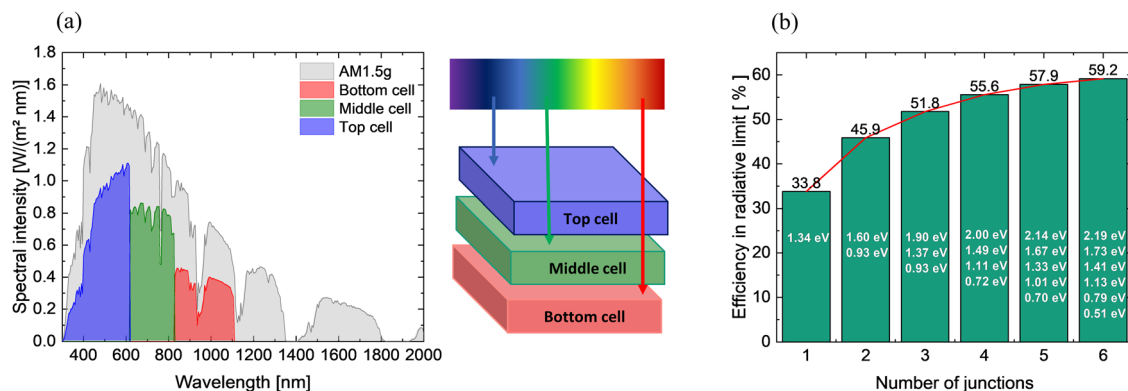 (a)
Spectral intensity [W/(m² nm)]
1.8
1.6
1.4
1.2
1.0
0.8
0.6
0.4
0.2
0.0
AM1.5g
Bottom cell
Middle cell
Top cell
400 600 800 1000 1200 1400 1600 1800 2000
Wavelength [nm]
Top cell
Middle cell
Bottom cell
(b)
Efficiency in radiative limit [ % ]
60
50
40
30
20
10
0
33.8
45.9
51.8
55.6
57.9
59.2
1.34 eV
1.60 eV
0.93 eV
1.90 eV
1.37 eV
0.93 eV
2.00 eV
1.49 eV
1.11 eV
0.72 eV
2.14 eV
1.67 eV
1.33 eV
1.01 eV
0.70 eV
2.19 eV
1.73 eV
1.41 eV
1.13 eV
0.79 eV
0.51 eV
1 2 3 4 5 6
Number of junctions